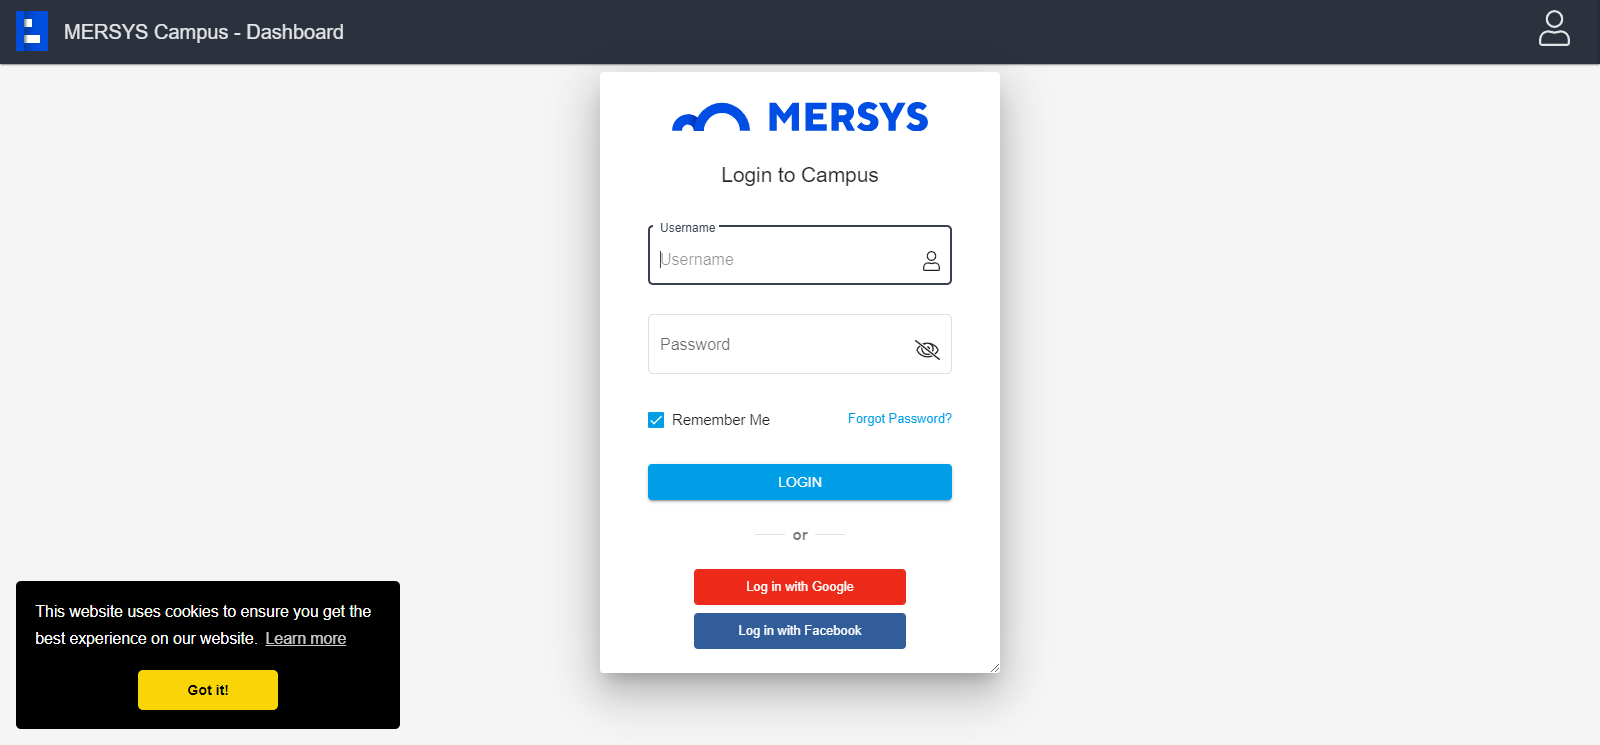 MERSYS Campus - Dashboard
MERSYS
Login to Campus
Username
Username
Password
Remember Me
Forgot Password?
LOGIN
or
Log in with Google
Log in with Facebook
This website uses cookies to ensure you get the
best experience on our website. Learn more
Got it!